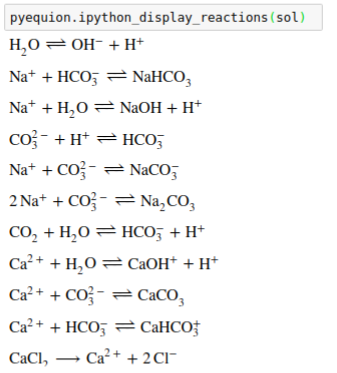 pyequion.ipython_display_reactions(sol)
H₂O ⇌ OH⁻ + H⁺
Na⁺ + HCO₃⁻ ⇌ NaHCO₃
Na⁺ + H₂O ⇌ NaOH + H⁺
CO₃²⁻ + H⁺ ⇌ HCO₃⁻
Na⁺ + CO₃²⁻ ⇌ NaCO₃⁻
2 Na⁺ + CO₃²⁻ ⇌ Na₂CO₃
CO₂ + H₂O ⇌ HCO₃⁻ + H⁺
Ca²⁺ + H₂O ⇌ CaOH⁺ + H⁺
Ca²⁺ + CO₃²⁻ ⇌ CaCO₃
Ca²⁺ + HCO₃⁻ ⇌ CaHCO₃⁺
CaCl₂ ⟶ Ca²⁺ + 2 Cl⁻